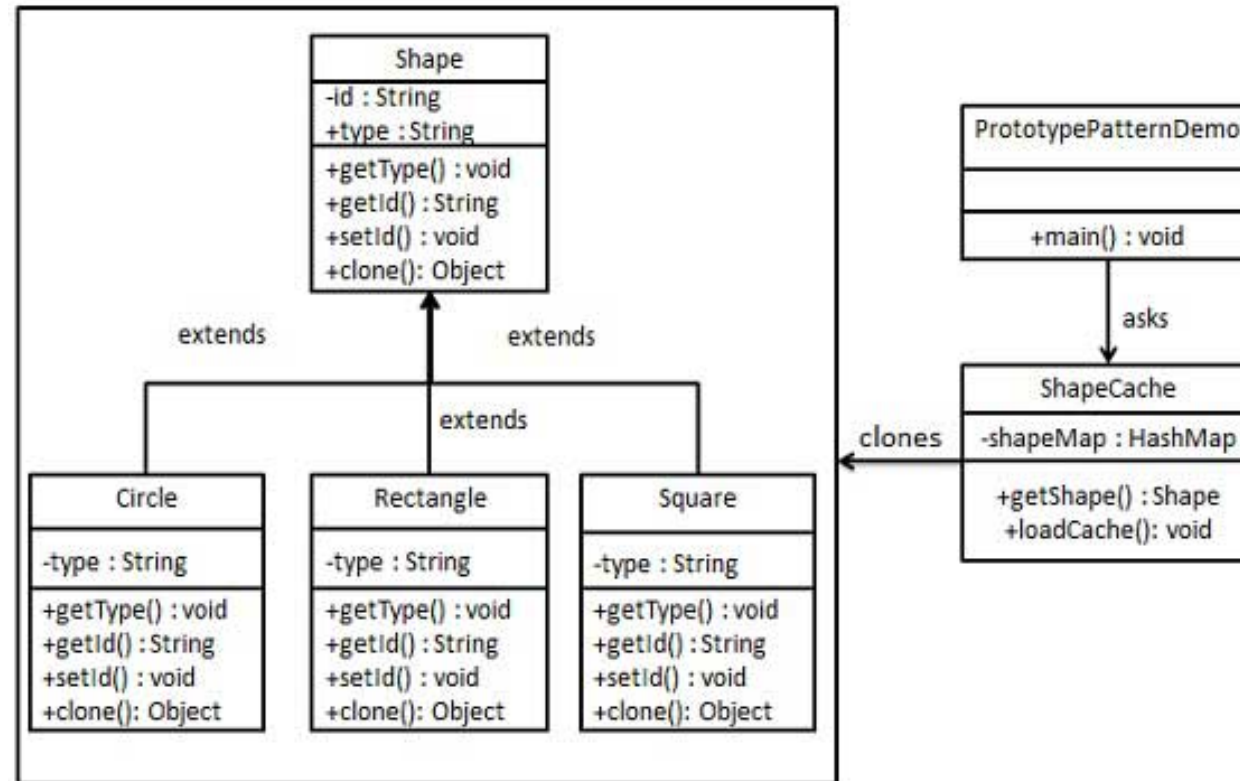 Shape
-id : String
+type : String
+getType() : void
+getId() : String
+setId() : void
+clone(): Object
extends
extends
extends
Circle
-type : String
+getType() : void
+getId() : String
+setId() : void
+clone(): Object
Rectangle
-type : String
+getType() : void
+getId() : String
+setId() : void
+clone(): Object
Square
-type : String
+getType() : void
+getId() : String
+setId() : void
+clone(): Object
PrototypePatternDemo
+main() : void
asks
ShapeCache
-shapeMap : HashMap
+getShape() : Shape
+loadCache(): void
clones